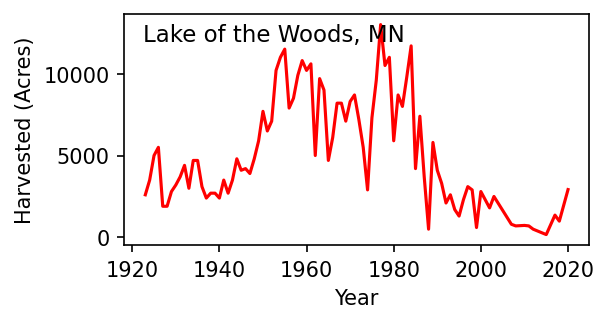 Lake of the Woods, MN
Harvested (Acres)
10000
5000
0
1920 1940 1960 1980 2000 2020
Year